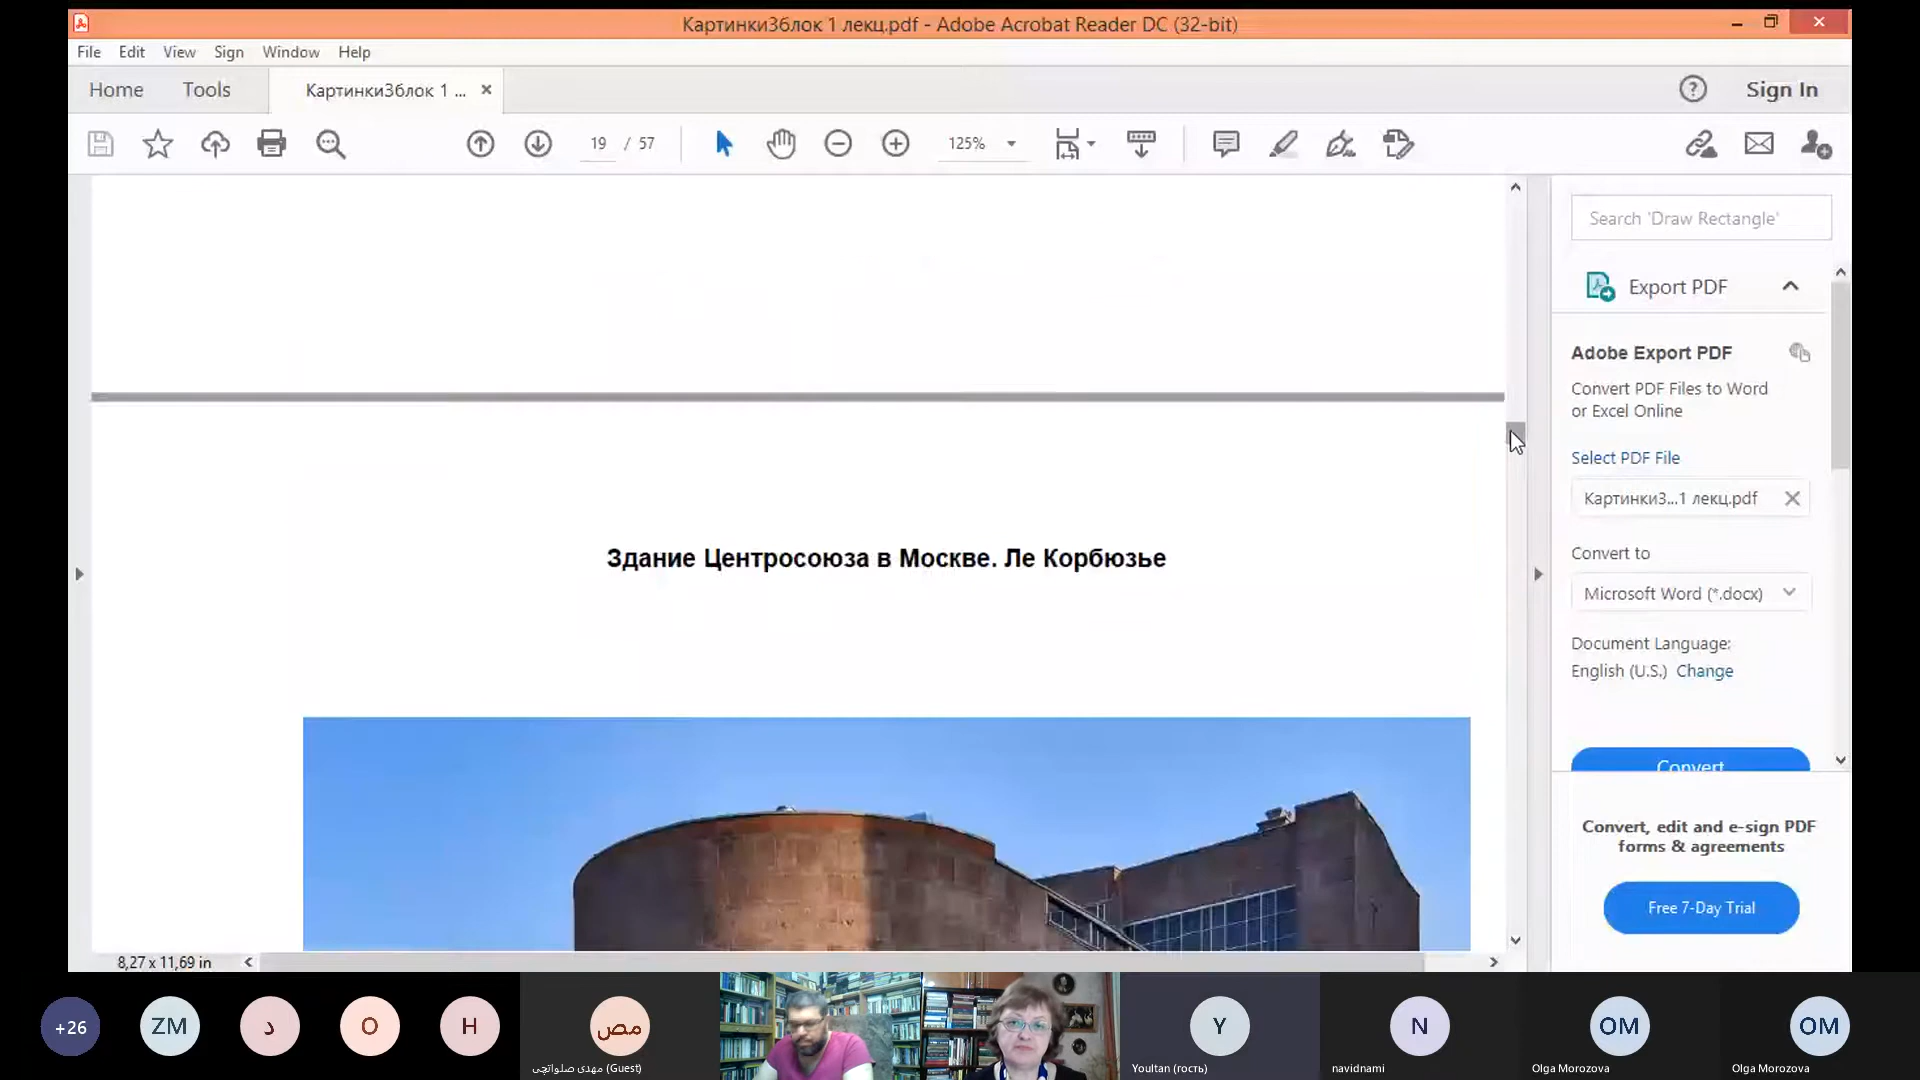 Картинки3блок 1 лекц.pdf - Adobe Acrobat Reader DC (32-bit)
File Edit View Sign Window Help
Home Tools Картинки3блок 1 ... Sign In
19 / 57 125%
Search 'Draw Rectangle'
Export PDF
Adobe Export PDF
Convert PDF Files to Word
or Excel Online
Select PDF File
Картинки3...1 лекц.pdf
Convert to
Microsoft Word (*.docx)
Document Language:
English (U.S.) Change
Convert
Convert, edit and e-sign PDF
forms & agreements
Free 7-Day Trial
Здание Центросоюза в Москве. Ле Корбюзье
8,27 x 11,69 in
+26 ZM د O H مص Y N OM OM
مهدی صلواتچی (Guest) Youltan (гость) navidnami Olga Morozova Olga Morozova